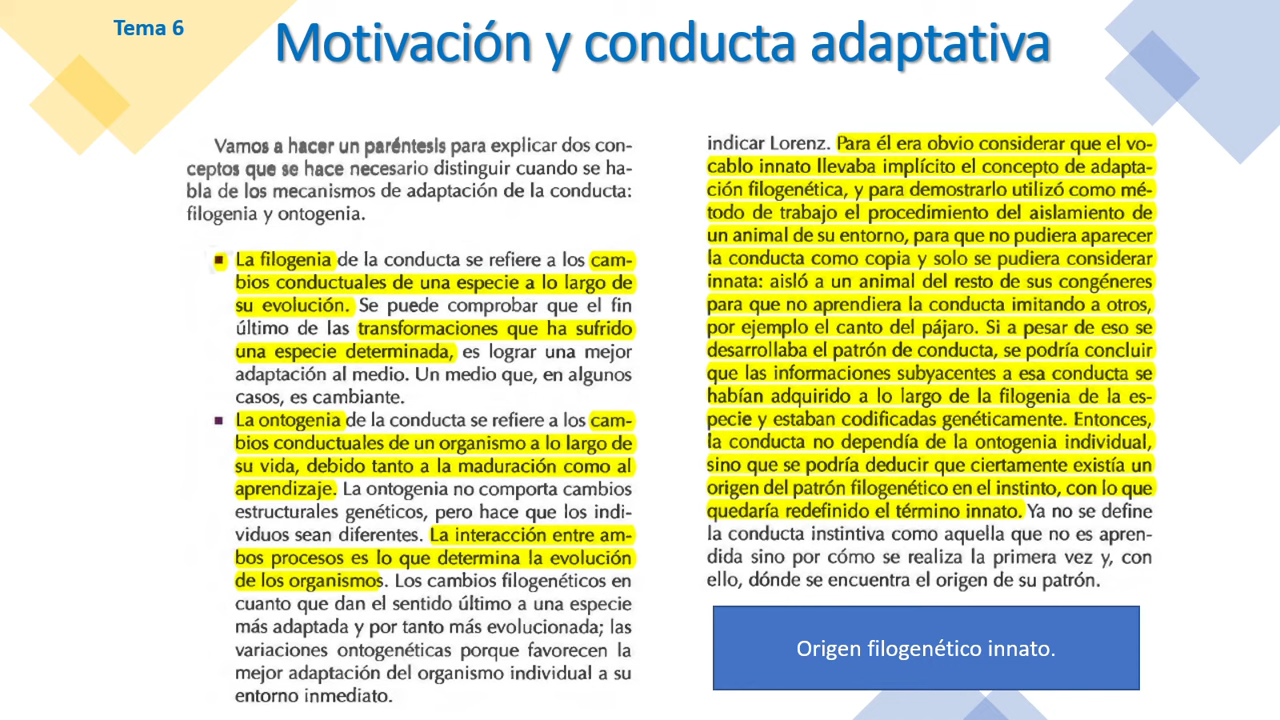 Tema 6
Motivación y conducta adaptativa
Vamos a hacer un paréntesis para explicar dos con-
ceptos que se hace necesario distinguir cuando se ha-
bla de los mecanismos de adaptación de la conducta:
filogenia y ontogenia.
■ La filogenia de la conducta se refiere a los cam-
bios conductuales de una especie a lo largo de
su evolución. Se puede comprobar que el fin
último de las transformaciones que ha sufrido
una especie determinada, es lograr una mejor
adaptación al medio. Un medio que, en algunos
casos, es cambiante.
■ La ontogenia de la conducta se refiere a los cam-
bios conductuales de un organismo a lo largo de
su vida, debido tanto a la maduración como al
aprendizaje. La ontogenia no comporta cambios
estructurales genéticos, pero hace que los indi-
viduos sean diferentes. La interacción entre am-
bos procesos es lo que determina la evolución
de los organismos. Los cambios filogenéticos en
cuanto que dan el sentido último a una especie
más adaptada y por tanto más evolucionada; las
variaciones ontogenéticas porque favorecen la
mejor adaptación del organismo individual a su
entorno inmediato.
indicar Lorenz. Para él era obvio considerar que el vo-
cablo innato llevaba implícito el concepto de adapta-
ción filogenética, y para demostrarlo utilizó como mé-
todo de trabajo el procedimiento del aislamiento de
un animal de su entorno, para que no pudiera aparecer
la conducta como copia y solo se pudiera considerar
innata: aisló a un animal del resto de sus congéneres
para que no aprendiera la conducta imitando a otros,
por ejemplo el canto del pájaro. Si a pesar de eso se
desarrollaba el patrón de conducta, se podría concluir
que las informaciones subyacentes a esa conducta se
habían adquirido a lo largo de la filogenia de la es-
pecie y estaban codificadas genéticamente. Entonces,
la conducta no dependía de la ontogenia individual,
sino que se podría deducir que ciertamente existía un
origen del patrón filogenético en el instinto, con lo que
quedaría redefinido el término innato. Ya no se define
la conducta instintiva como aquella que no es apren-
dida sino por cómo se realiza la primera vez y, con
ello, dónde se encuentra el origen de su patrón.
Origen filogenético innato.